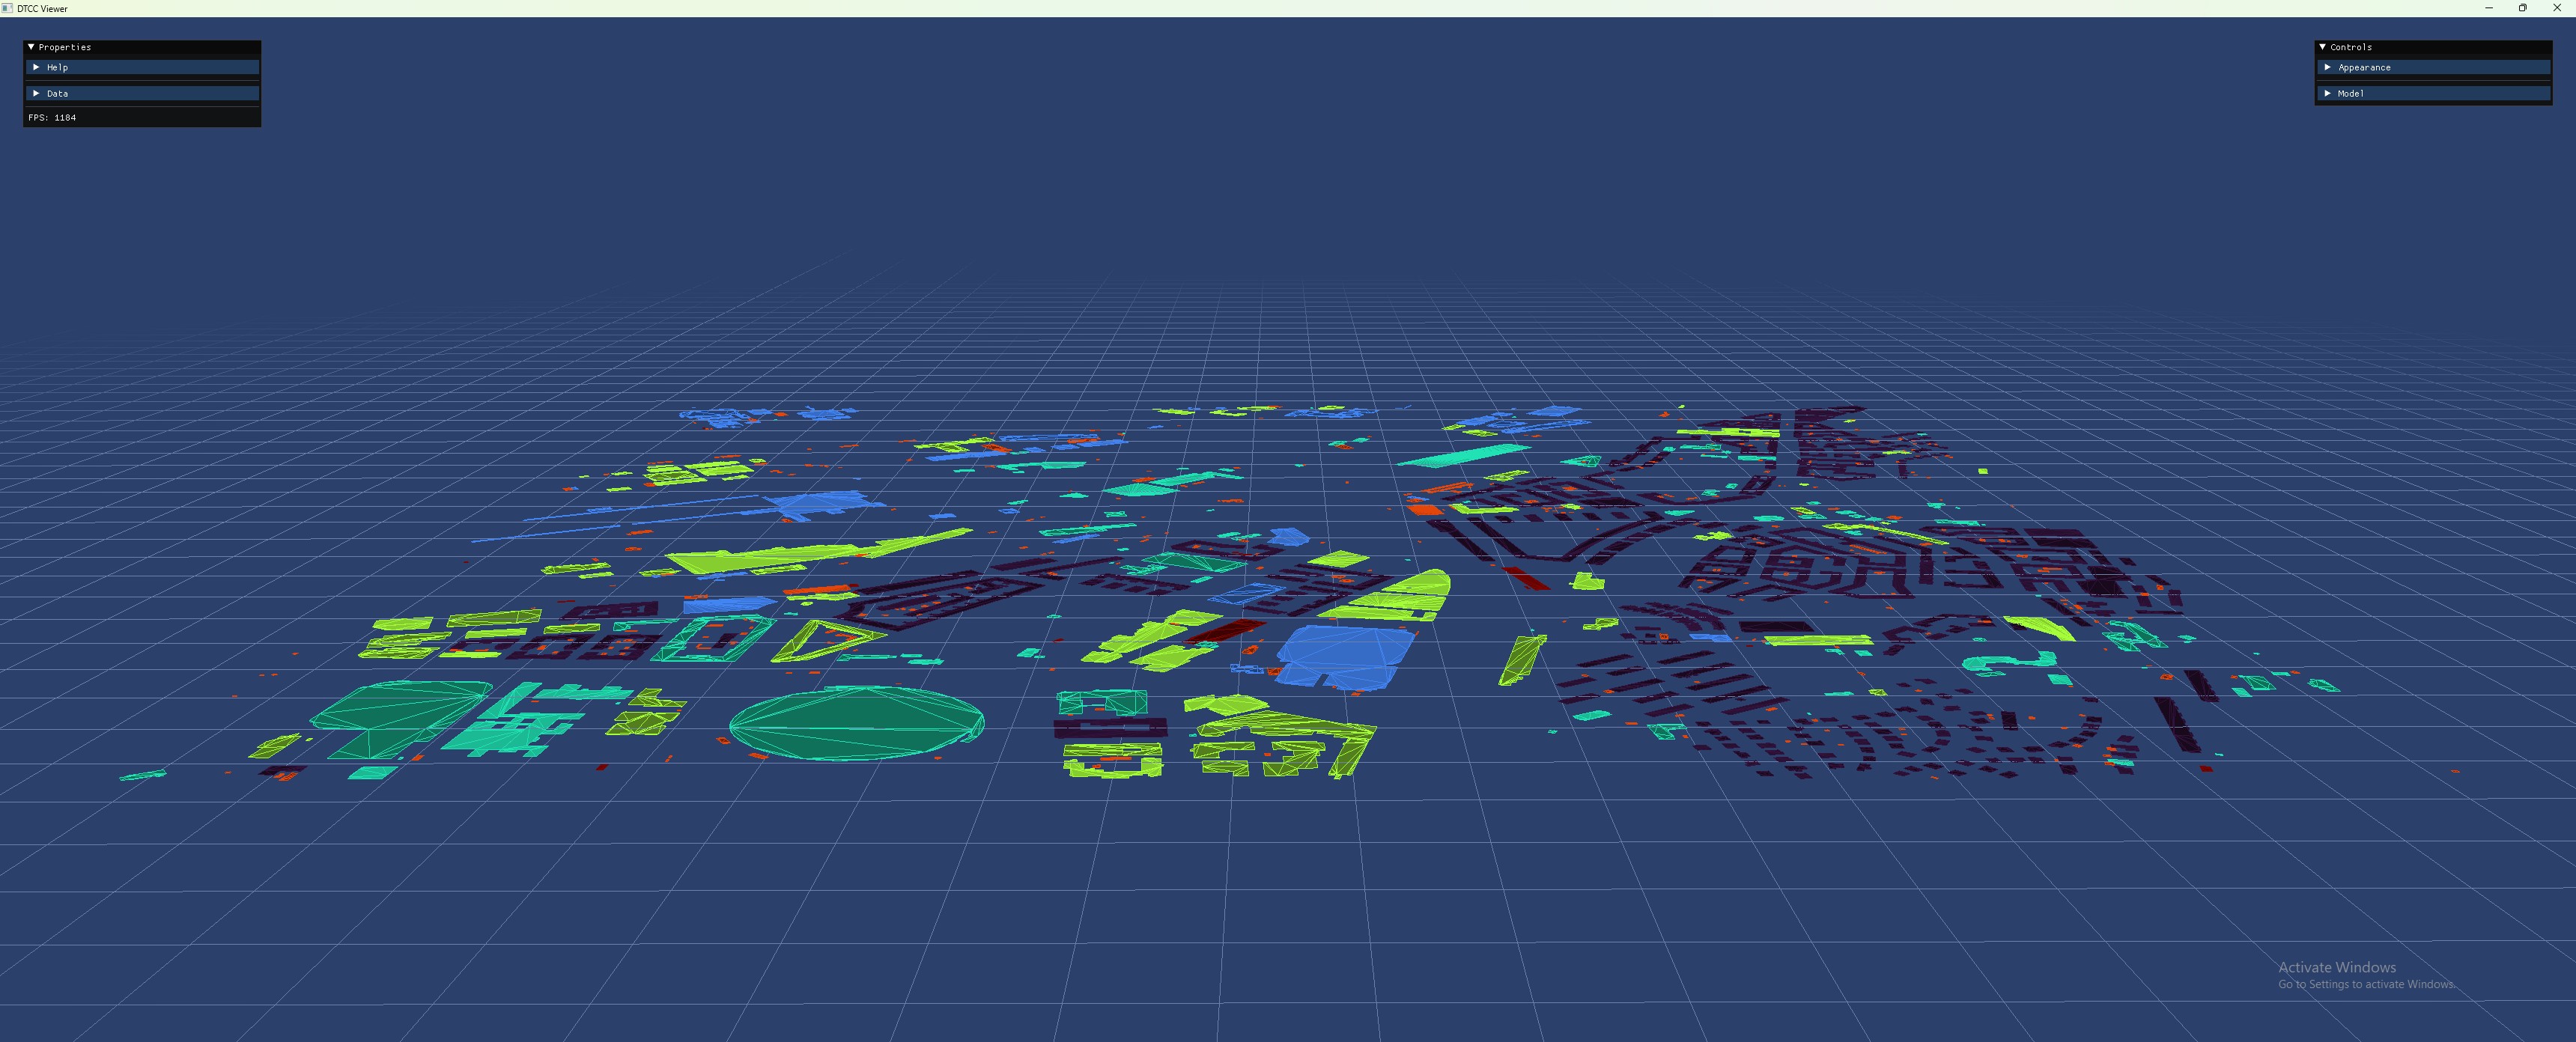 DTCC Viewer
Properties
Help
Data
FPS: 1184
Controls
Appearance
Model
Activate Windows
Go to Settings to activate Windows.